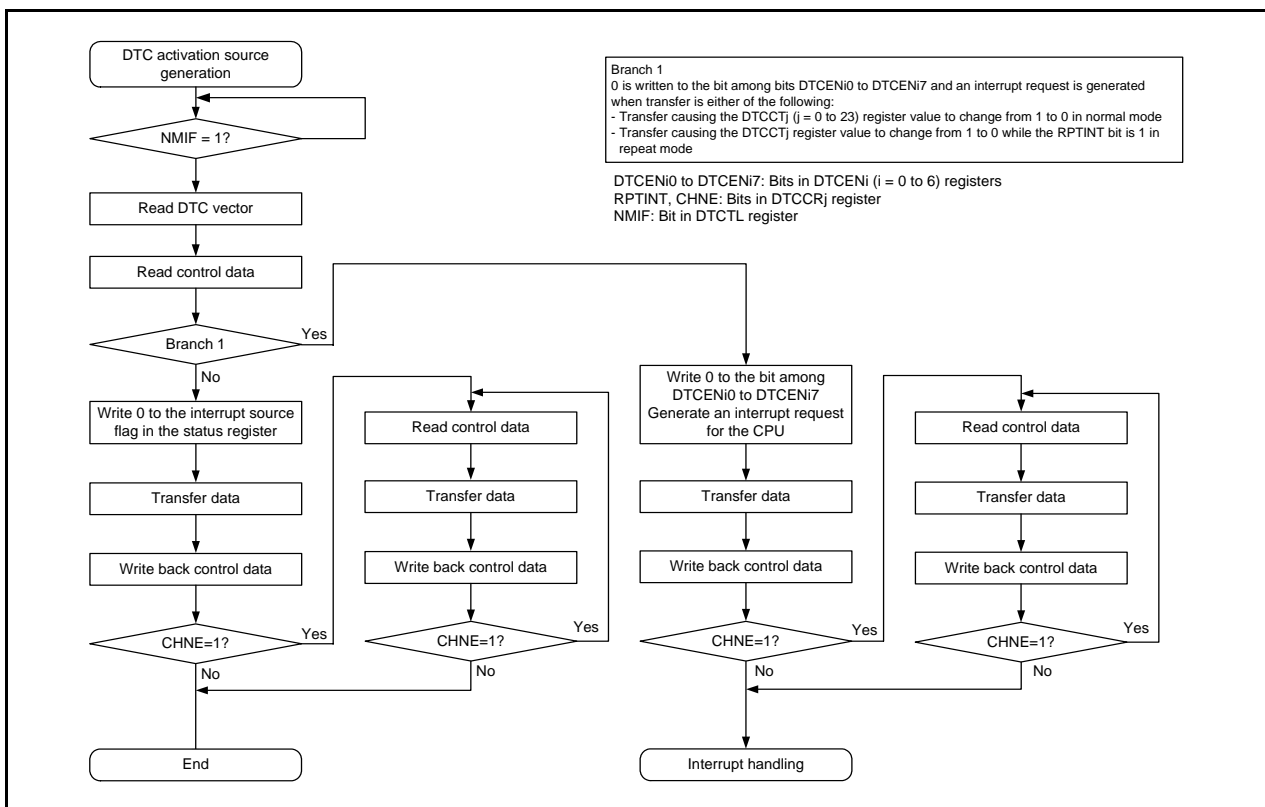 DTC activation source
generation
NMIF = 1?
Read DTC vector
Read control data
Branch 1
Yes
No
Write 0 to the interrupt source
flag in the status register
Transfer data
Write back control data
CHNE=1?
Yes
No
End
Read control data
Transfer data
Write back control data
CHNE=1?
Yes
No
Branch 1
0 is written to the bit among bits DTCENi0 to DTCENi7 and an interrupt request is generated
when transfer is either of the following:
- Transfer causing the DTCCTj (j = 0 to 23) register value to change from 1 to 0 in normal mode
- Transfer causing the DTCCTj register value to change from 1 to 0 while the RPTINT bit is 1 in
repeat mode
DTCENi0 to DTCENi7: Bits in DTCENi (i = 0 to 6) registers
RPTINT, CHNE: Bits in DTCCRj register
NMIF: Bit in DTCTL register
Write 0 to the bit among
DTCENi0 to DTCENi7
Generate an interrupt request
for the CPU
Transfer data
Write back control data
CHNE=1?
Yes
No
Interrupt handling
Read control data
Transfer data
Write back control data
CHNE=1?
Yes
No